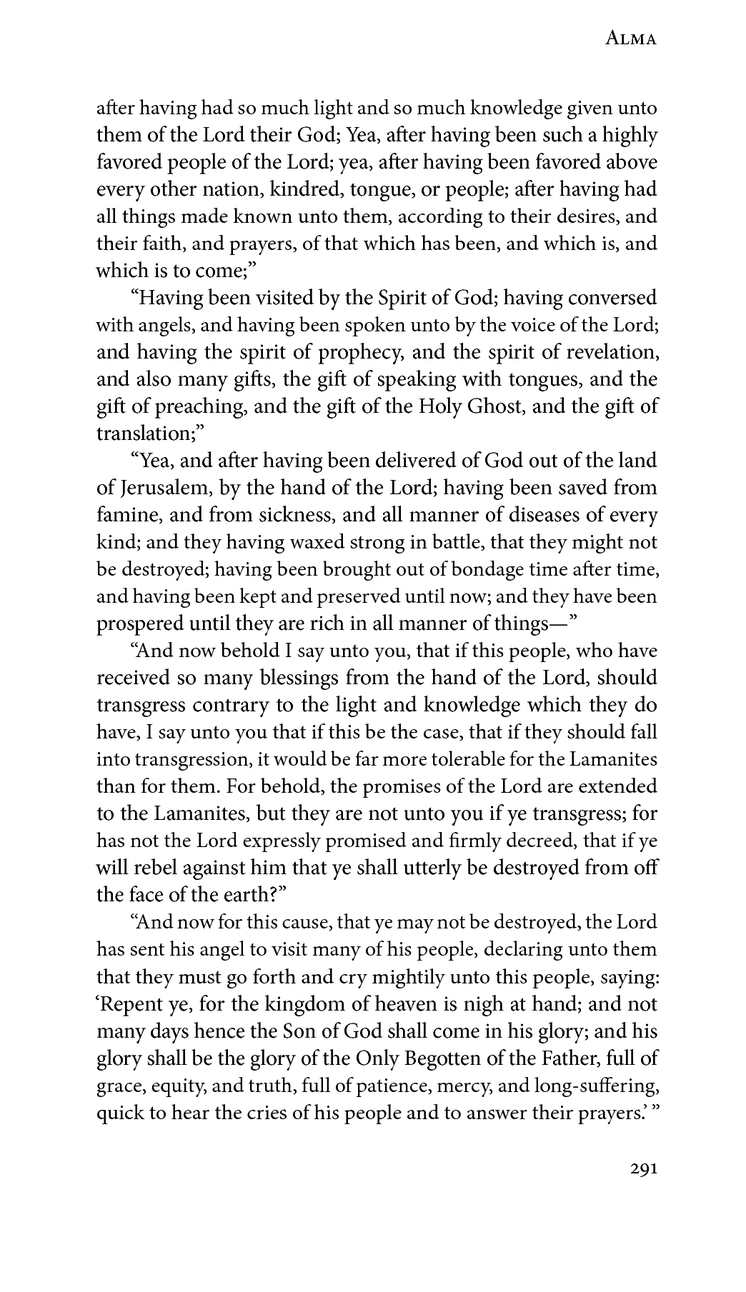 Alma
after having had so much light and so much knowledge given unto
them of the Lord their God; Yea, after having been such a highly
favored people of the Lord; yea, after having been favored above
every other nation, kindred, tongue, or people; after having had
all things made known unto them, according to their desires, and
their faith, and prayers, of that which has been, and which is, and
which is to come;”
“Having been visited by the Spirit of God; having conversed
with angels, and having been spoken unto by the voice of the Lord;
and having the spirit of prophecy, and the spirit of revelation,
and also many gifts, the gift of speaking with tongues, and the
gift of preaching, and the gift of the Holy Ghost, and the gift of
translation;”
“Yea, and after having been delivered of God out of the land
of Jerusalem, by the hand of the Lord; having been saved from
famine, and from sickness, and all manner of diseases of every
kind; and they having waxed strong in battle, that they might not
be destroyed; having been brought out of bondage time after time,
and having been kept and preserved until now; and they have been
prospered until they are rich in all manner of things—”
“And now behold I say unto you, that if this people, who have
received so many blessings from the hand of the Lord, should
transgress contrary to the light and knowledge which they do
have, I say unto you that if this be the case, that if they should fall
into transgression, it would be far more tolerable for the Lamanites
than for them. For behold, the promises of the Lord are extended
to the Lamanites, but they are not unto you if ye transgress; for
has not the Lord expressly promised and firmly decreed, that if ye
will rebel against him that ye shall utterly be destroyed from off
the face of the earth?”
“And now for this cause, that ye may not be destroyed, the Lord
has sent his angel to visit many of his people, declaring unto them
that they must go forth and cry mightily unto this people, saying:
‘Repent ye, for the kingdom of heaven is nigh at hand; and not
many days hence the Son of God shall come in his glory; and his
glory shall be the glory of the Only Begotten of the Father, full of
grace, equity, and truth, full of patience, mercy, and long-suffering,
quick to hear the cries of his people and to answer their prayers.’ ”
291